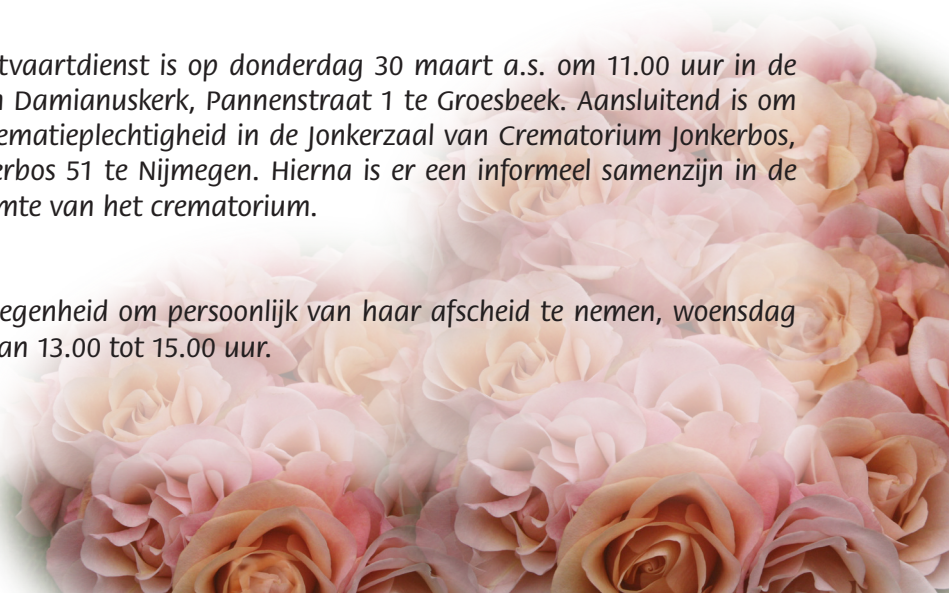 tvaartdienst is op donderdag 30 maart a.s. om 11.00 uur in de
Damianuskerk, Pannenstraat 1 te Groesbeek. Aansluitend is om
ematieplechtigheid in de Jonkerzaal van Crematorium Jonkerbos,
erbos 51 te Nijmegen. Hierna is er een informeel samenzijn in de
mte van het crematorium.
egenheid om persoonlijk van haar afscheid te nemen, woensdag
an 13.00 tot 15.00 uur.